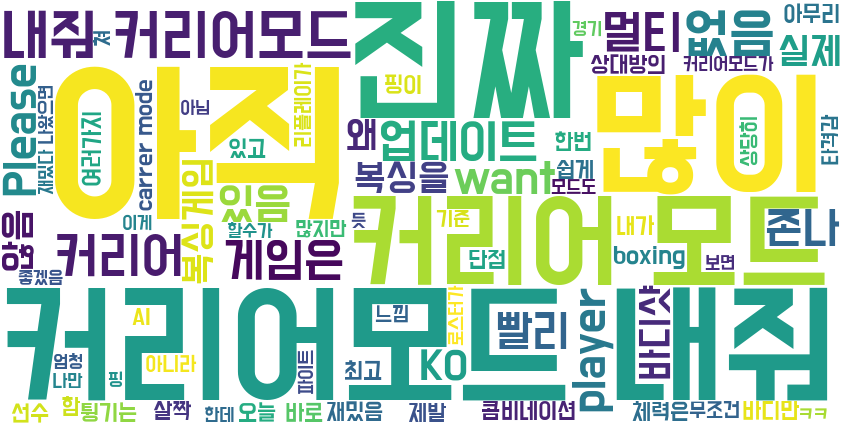 내줘 커리어모드
져
진짜
경기
멀티
없음
아무리
실제
상대방의
커리어모드가
Please
재밌다 나왔으면
여러가지
carrer mode
아님
아직
리플레이가
핑이
왜
업데이트
한번
많이
상당히
타격감
있고
복싱게임
있음
복싱을
want
쉽게
모드도
않음
이게
할수가
많지만
듯
기준
내가
존나
좋겠음
커리어
게임은
커리어 모드
단점
boxing
보면
커리어모드 내줘
AI
느낌
로스터가
빨리
player
바디샷
엄청
나만
아니라
핑
파이트
최고
KO
선수
함
튕기는
살짝
한데
오늘
바로
재밌음
제발
콤비네이션
체력은
무조건
바디만
ㅋㅋ